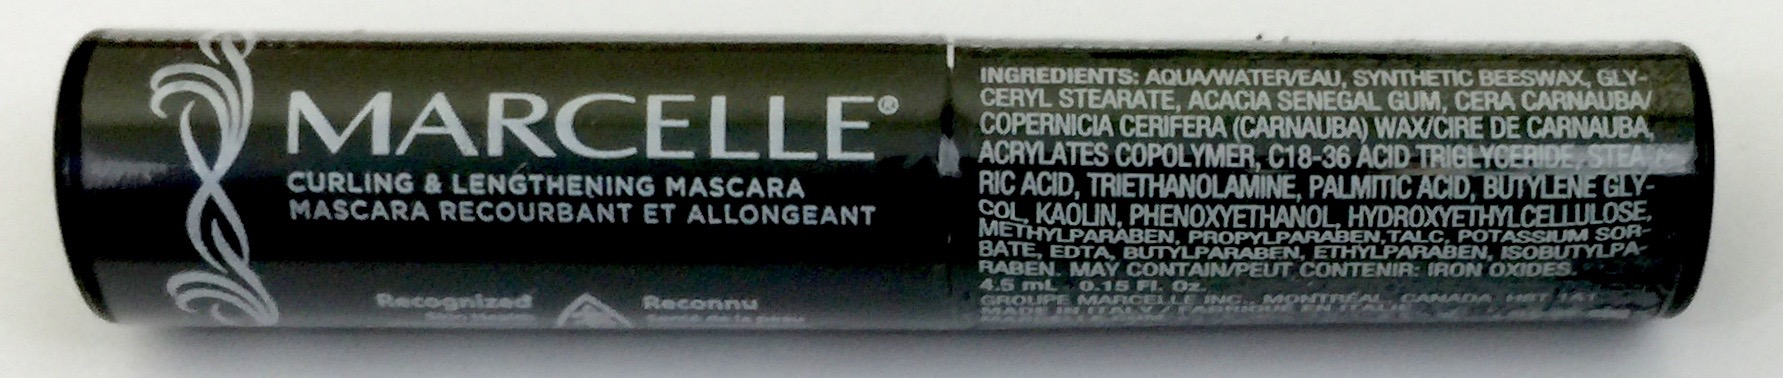 MARCELLE®
CURLING & LENGTHENING MASCARA
MASCARA RECOURBANT ET ALLONGEANT
Recognized
Reconnu
INGREDIENTS: AQUA/WATER/EAU, SYNTHETIC BEESWAX, GLY-
CERYL STEARATE, ACACIA SENEGAL GUM, CERA CARNAUBA/
COPERNICIA CERIFERA (CARNAUBA) WAX/CIRE DE CARNAUBA,
ACRYLATES COPOLYMER, C18-36 ACID TRIGLYCERIDE, STEA-
RIC ACID, TRIETHANOLAMINE, PALMITIC ACID, BUTYLENE GLY-
COL, KAOLIN, PHENOXYETHANOL, HYDROXYETHYLCELLULOSE,
METHYLPARABEN, PROPYLPARABEN, TALC, POTASSIUM SOR-
BATE, EDTA, BUTYLPARABEN, ETHYLPARABEN, ISOBUTYLPA-
RABEN. MAY CONTAIN/PEUT CONTENIR: IRON OXIDES.
4.5 mL 0.15 Fl. Oz.
GROUPE MARCELLE INC., MONTRÉAL, CANADA H8T 1A1
MADE IN ITALY / FABRIQUÉ EN ITALIE